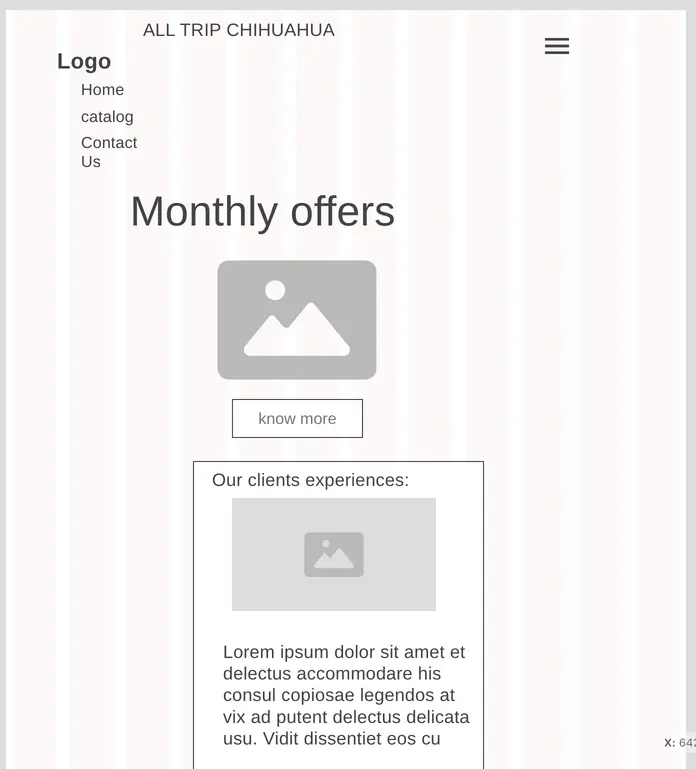 ALL TRIP CHIHUAHUA
Logo
Home
catalog
Contact
Us
Monthly offers
know more
Our clients experiences:
Lorem ipsum dolor sit amet et
delectus accommodare his
consul copiosae legendos at
vix ad putent delectus delicata
usu. Vidit dissentiet eos cu
X: 642